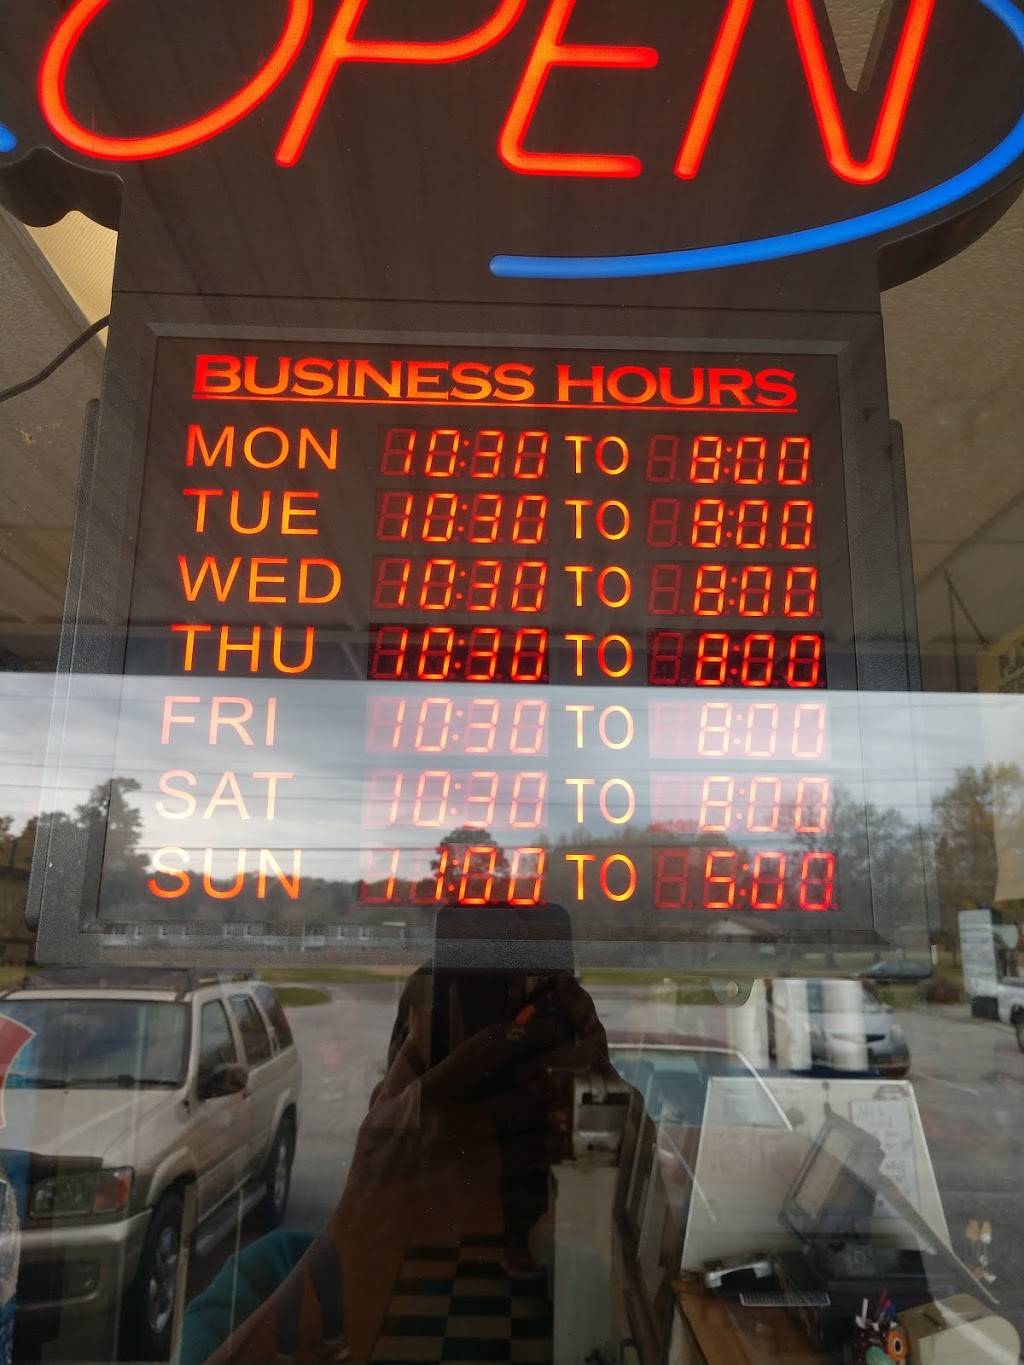 OPEN
BUSINESS HOURS
MON 10:30 TO 8:00
TUE 10:30 TO 8:00
WED 10:30 TO 8:00
THU 10:30 TO 8:00
FRI 10:30 TO 8:00
SAT 10:30 TO 8:00
SUN 11:00 TO 5:00